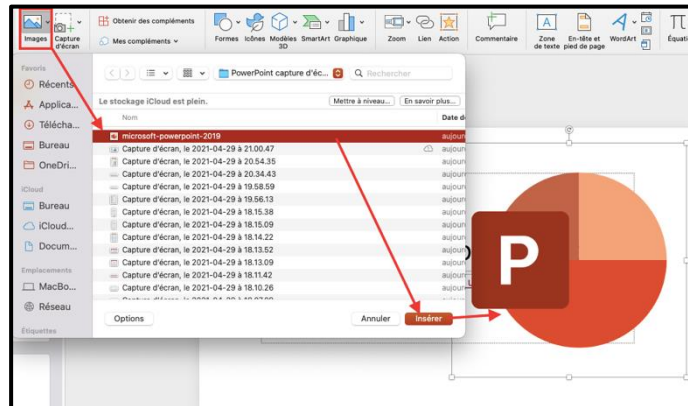 Obtenir des compléments
Mes compléments
Images
Capture d'écran
Formes
Icônes
Modèles 3D
SmartArt
Graphique
Zoom
Lien
Action
Commentaire
Zone de texte
En-tête et pied de page
WordArt
Équati
Favoris
Récents
Applica...
Télécha...
Bureau
OneDri...
iCloud
Bureau
iCloud...
Docum...
Emplacements
MacBo...
Réseau
Étiquettes
PowerPoint capture d'éc...
Rechercher
Le stockage iCloud est plein.
Mettre à niveau...
En savoir plus...
Nom
Date d
microsoft-powerpoint-2019
aujour
Capture d'écran, le 2021-04-29 à 21.00.47
aujour
Capture d'écran, le 2021-04-29 à 20.54.35
aujour
Capture d'écran, le 2021-04-29 à 20.34.43
aujour
Capture d'écran, le 2021-04-29 à 19.58.59
aujour
Capture d'écran, le 2021-04-29 à 19.56.13
aujour
Capture d'écran, le 2021-04-29 à 18.15.38
aujour
Capture d'écran, le 2021-04-29 à 18.15.09
aujour
Capture d'écran, le 2021-04-29 à 18.14.22
aujour
Capture d'écran, le 2021-04-29 à 18.13.52
aujour
Capture d'écran, le 2021-04-29 à 18.13.09
aujour
Capture d'écran, le 2021-04-29 à 18.11.42
aujour
Capture d'écran, le 2021-04-29 à 18.10.26
aujour
Options
Annuler
Insérer
P